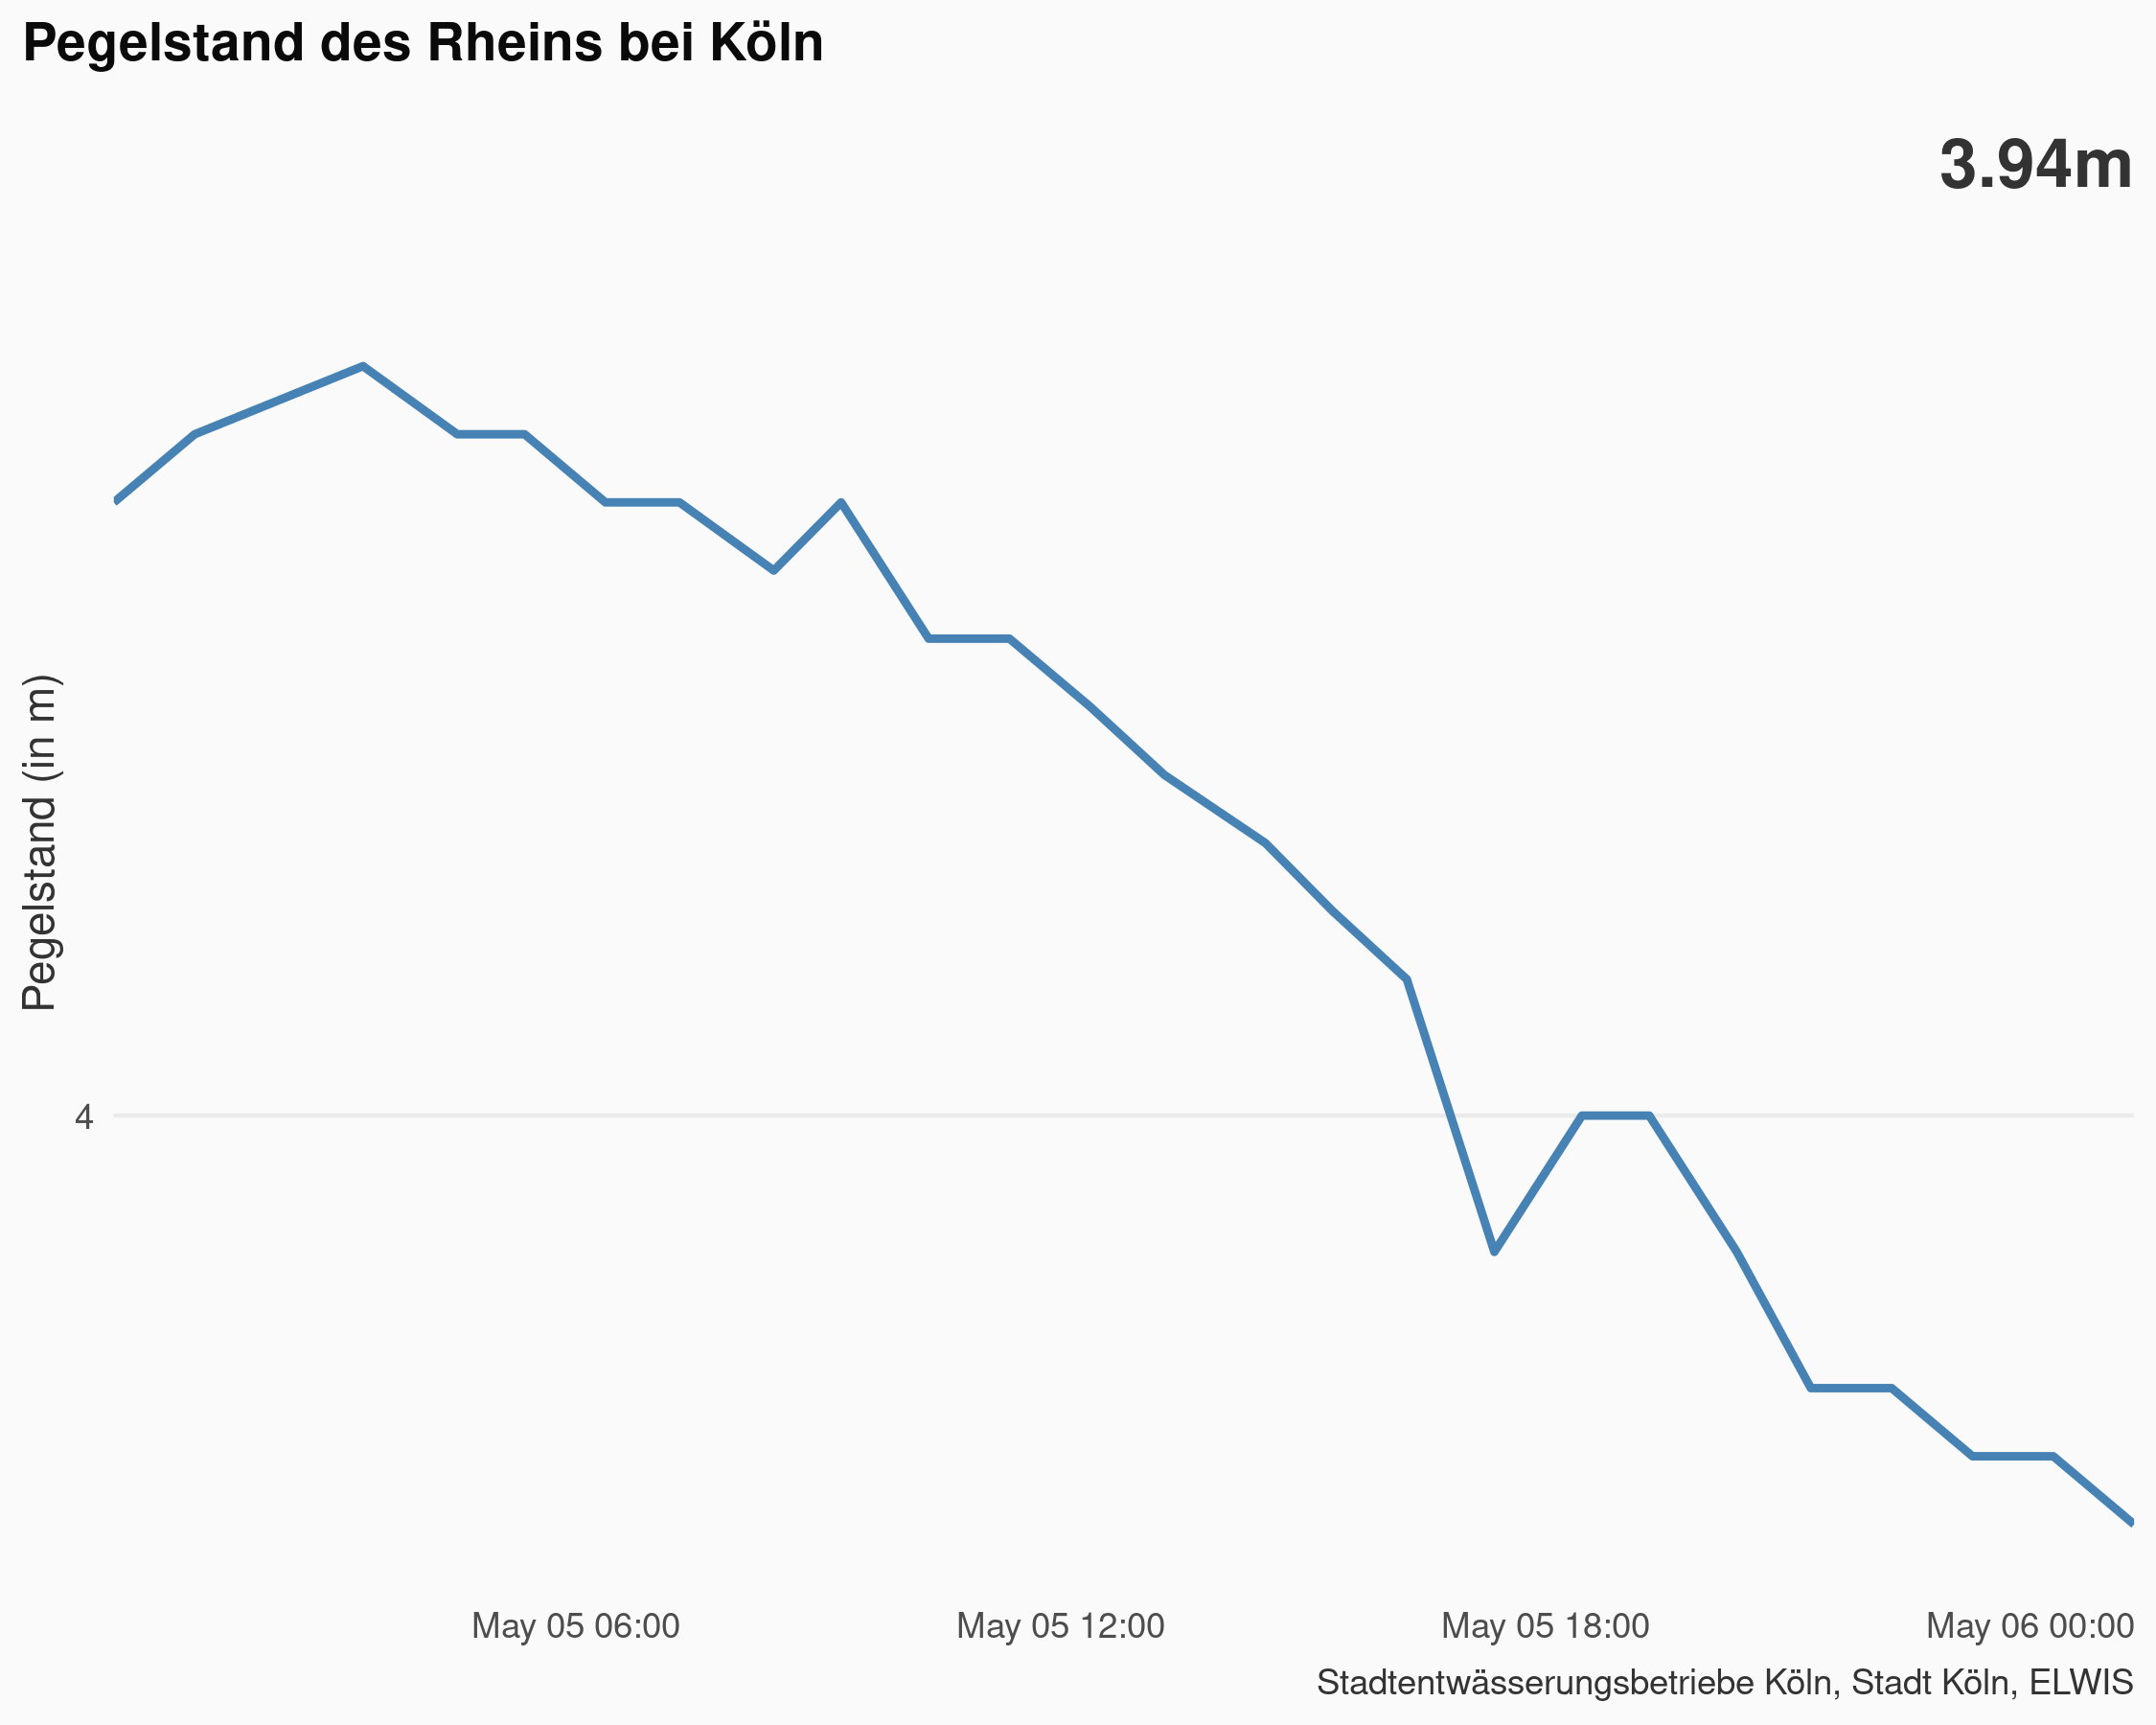 Pegelstand des Rheins bei Köln
3.94m
Pegelstand (in m)
4
May 05 06:00
May 05 12:00
May 05 18:00
May 06 00:00
Stadtentwässerungsbetriebe Köln, Stadt Köln, ELWIS